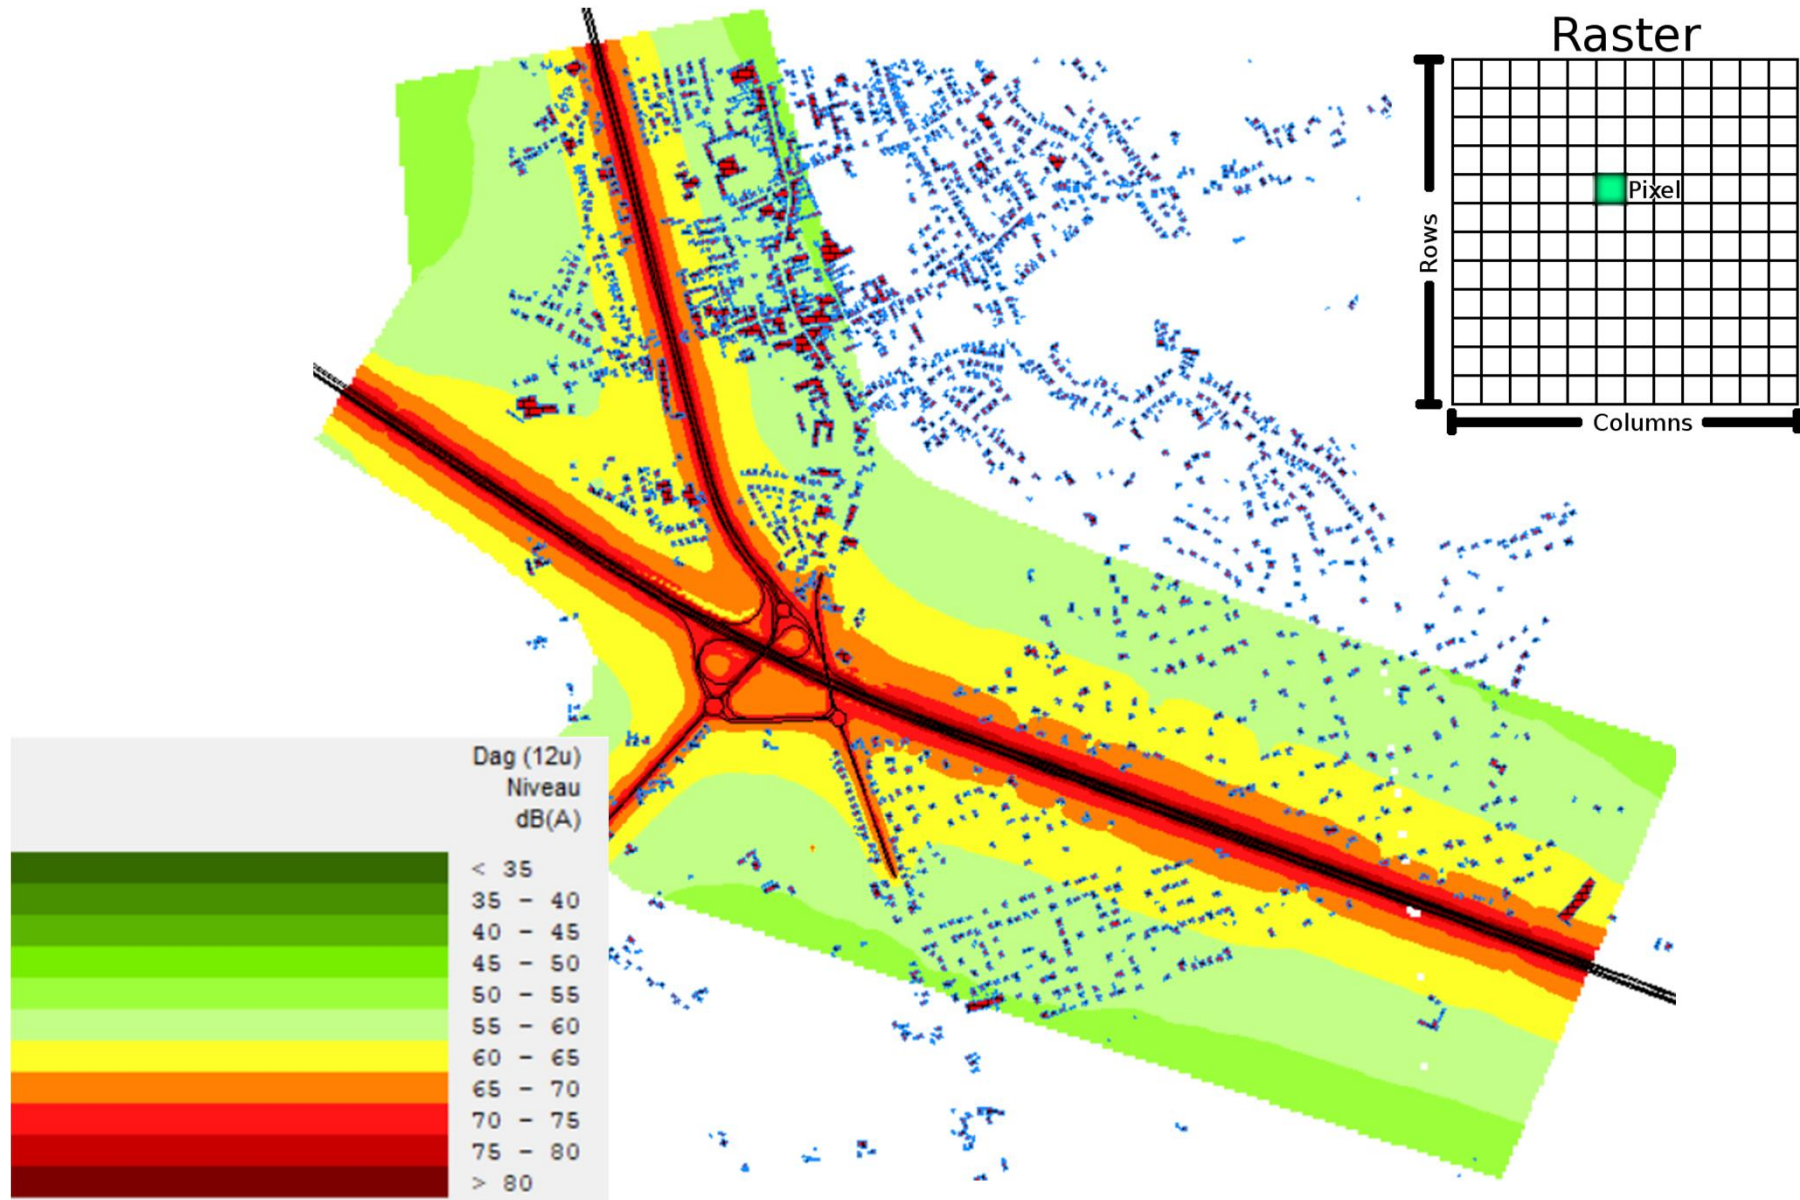 Raster
Pixel
Rows
Columns
Dag (12u)
Niveau
dB(A)
< 35
35 - 40
40 - 45
45 - 50
50 - 55
55 - 60
60 - 65
65 - 70
70 - 75
75 - 80
> 80